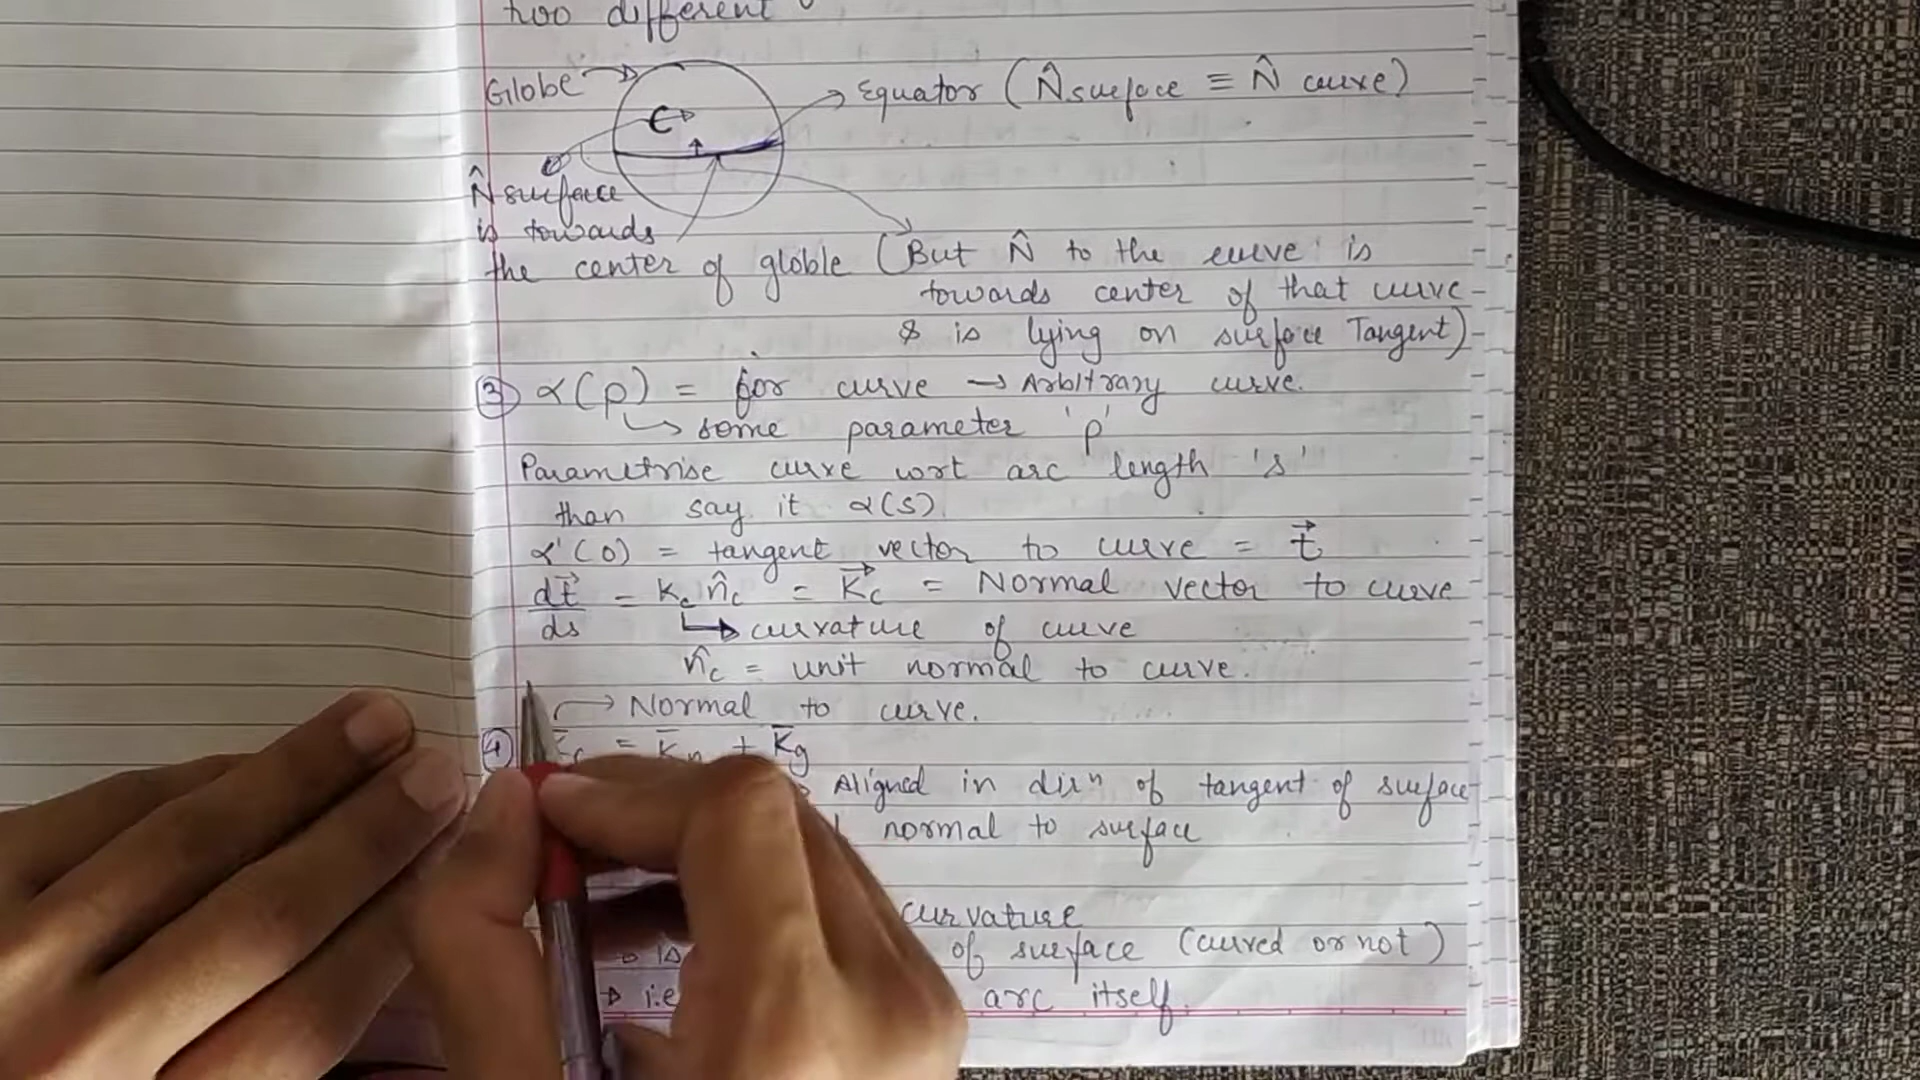 two different
Globe
C
Equator (N̂ surface ≡ N̂ curve)
N̂ surface
is towards
the center of globle (But N̂ to the curve is
towards center of that curve
& is lying on surface Tangent)
③ α(p) = for curve → Arbitrary curve.
↳ some parameter 'p'
Parametrise curve wrt arc length 's'
than say it α(s)
α'(0) = tangent vector to curve = t⃗
dt⃗/ds = Kc n̂c = K⃗c = Normal vector to curve
↳ curvature of curve
n̂c = unit normal to curve.
→ Normal to curve.
④ K̄c = K̄n + K̄g
Aligned in dirⁿ of tangent of surface
normal to surface
curvature
is of surface (curved or not)
→ i.e arc itself.